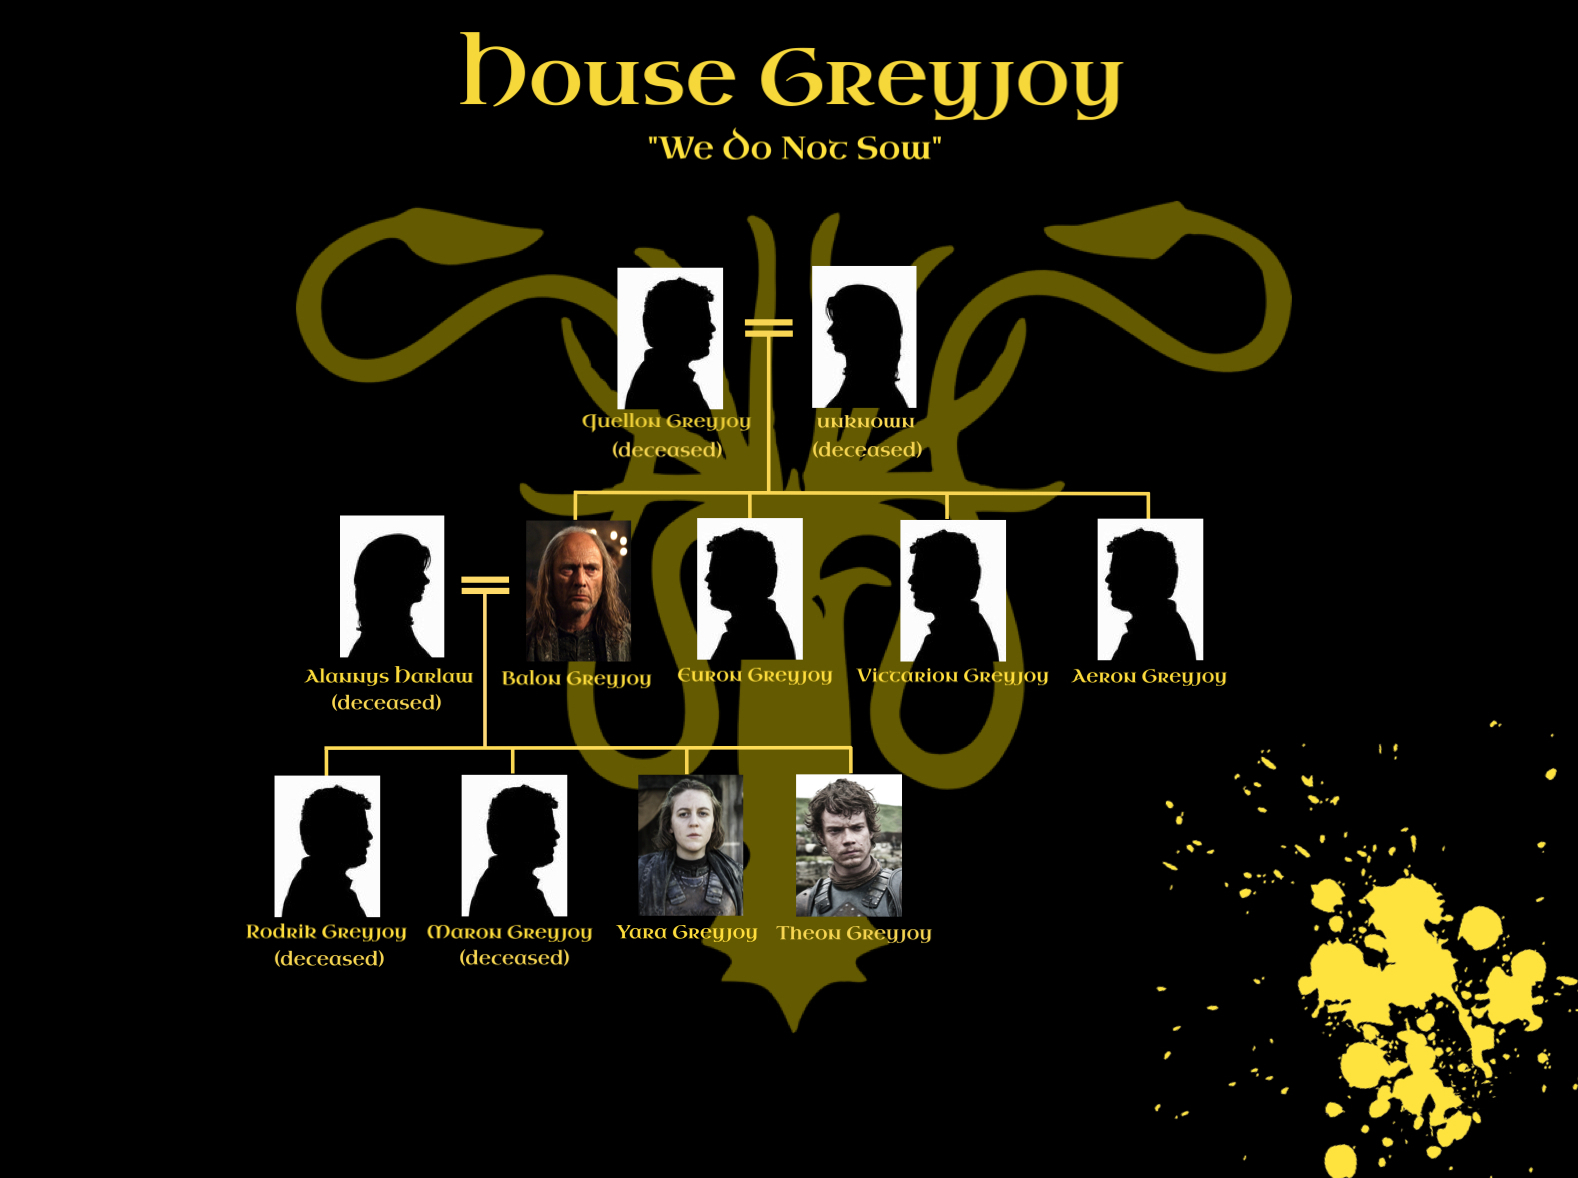 House Greyjoy
"We Do Not Sow"
Quellon Greyjoy
(deceased)
unknown
(deceased)
Alannys Harlaw
(deceased)
Balon Greyjoy
Euron Greyjoy
Victarion Greyjoy
Aeron Greyjoy
Rodrik Greyjoy
(deceased)
Maron Greyjoy
(deceased)
Yara Greyjoy
Theon Greyjoy